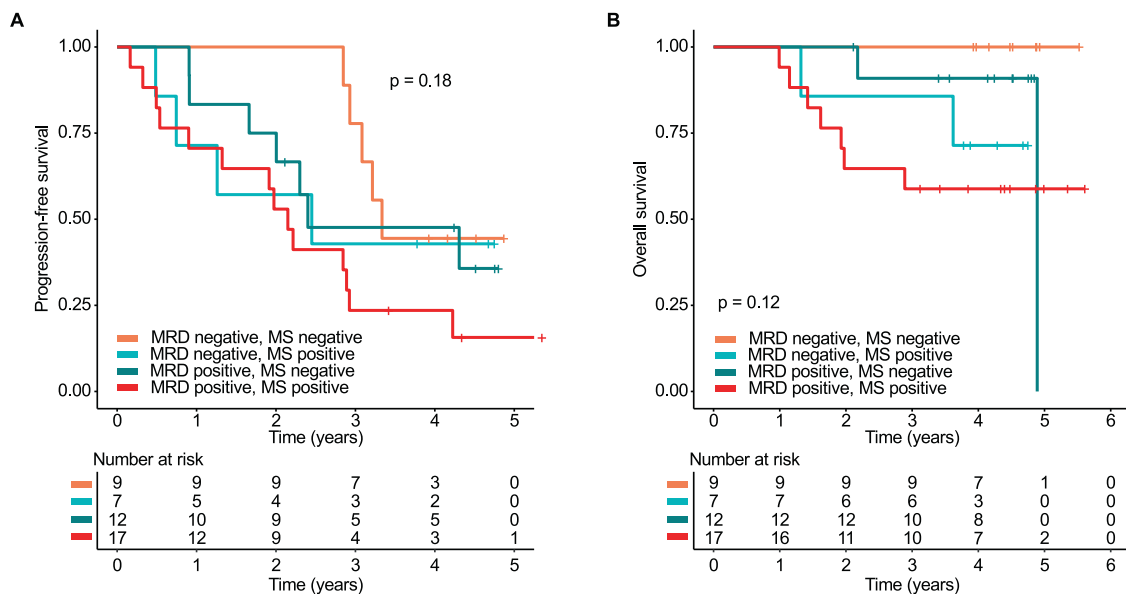 A
1.00
0.75
0.50
0.25
0.00
Progression-free survival
p = 0.18
MRD negative, MS negative
MRD negative, MS positive
MRD positive, MS negative
MRD positive, MS positive
0 1 2 3 4 5
Time (years)
Number at risk
9 9 9 7 3 0
7 5 4 3 2 0
12 10 9 5 5 0
17 12 9 4 3 1
0 1 2 3 4 5
Time (years)
B
1.00
0.75
0.50
0.25
0.00
Overall survival
p = 0.12
MRD negative, MS negative
MRD negative, MS positive
MRD positive, MS negative
MRD positive, MS positive
0 1 2 3 4 5 6
Time (years)
Number at risk
9 9 9 9 7 1 0
7 7 6 6 3 0 0
12 12 12 10 8 0 0
17 16 11 10 7 2 0
0 1 2 3 4 5 6
Time (years)